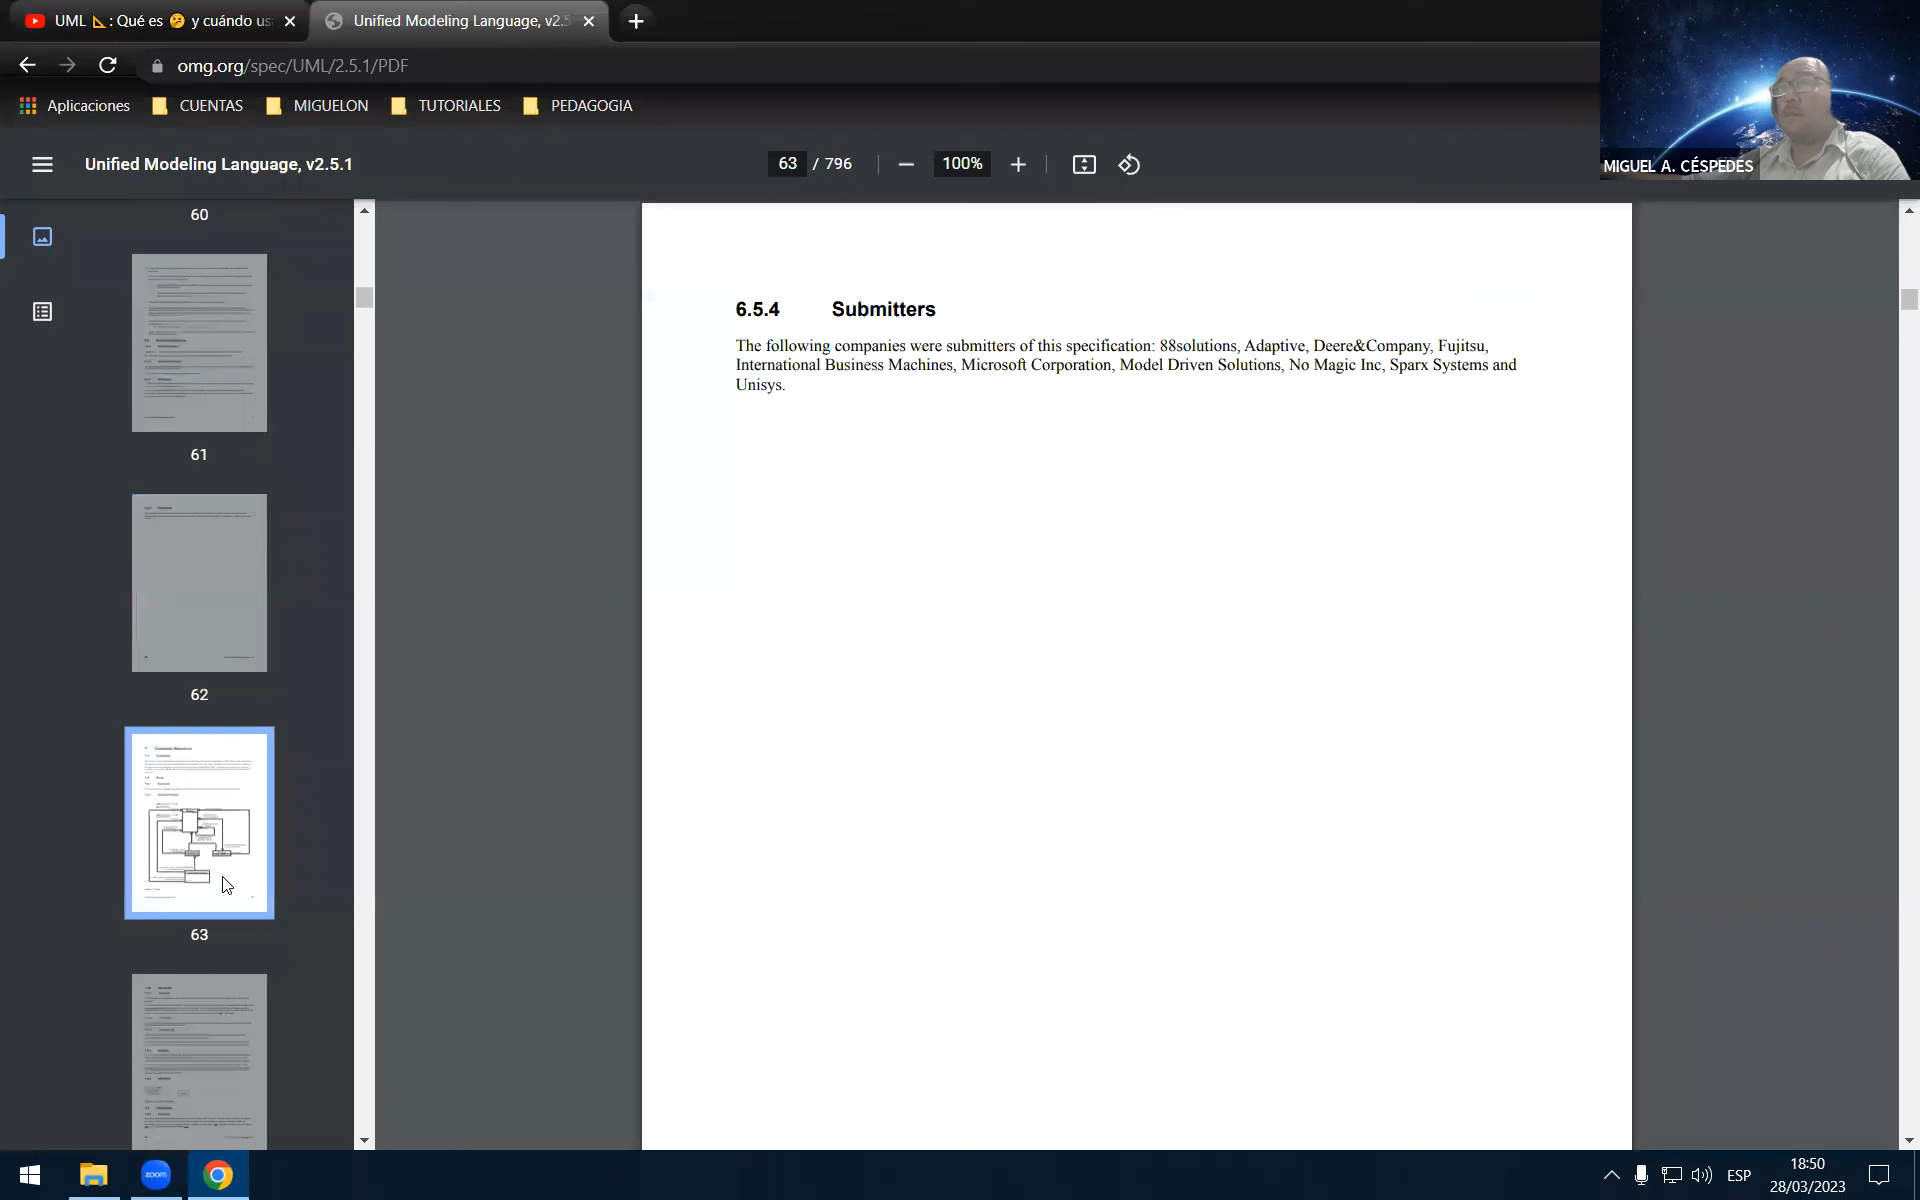 UML 📐: Qué es 🤔 y cuándo us
Unified Modeling Language, v2.5
omg.org/spec/UML/2.5.1/PDF
Aplicaciones CUENTAS MIGUELON TUTORIALES PEDAGOGIA
Unified Modeling Language, v2.5.1
63 / 796
100%
MIGUEL A. CÉSPEDES
60
61
62
63
6.5.4 Submitters
The following companies were submitters of this specification: 88solutions, Adaptive, Deere&Company, Fujitsu,
International Business Machines, Microsoft Corporation, Model Driven Solutions, No Magic Inc, Sparx Systems and
Unisys.
zoom
ESP
18:50
28/03/2023